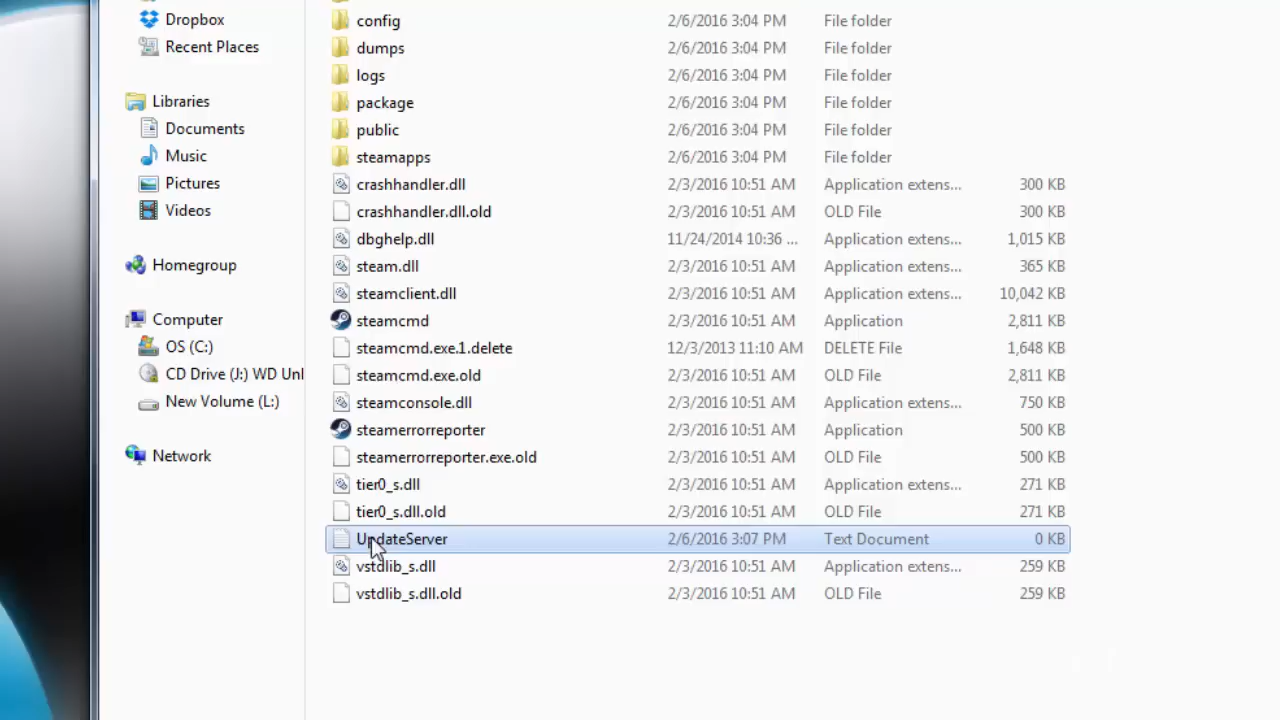 Dropbox
Recent Places
Libraries
Documents
Music
Pictures
Videos
Homegroup
Computer
OS (C:)
CD Drive (J:) WD Unl
New Volume (L:)
Network
config 2/6/2016 3:04 PM File folder
dumps 2/6/2016 3:04 PM File folder
logs 2/6/2016 3:04 PM File folder
package 2/6/2016 3:04 PM File folder
public 2/6/2016 3:04 PM File folder
steamapps 2/6/2016 3:04 PM File folder
crashhandler.dll 2/3/2016 10:51 AM Application extens... 300 KB
crashhandler.dll.old 2/3/2016 10:51 AM OLD File 300 KB
dbghelp.dll 11/24/2014 10:36 ... Application extens... 1,015 KB
steam.dll 2/3/2016 10:51 AM Application extens... 365 KB
steamclient.dll 2/3/2016 10:51 AM Application extens... 10,042 KB
steamcmd 2/3/2016 10:51 AM Application 2,811 KB
steamcmd.exe.1.delete 12/3/2013 11:10 AM DELETE File 1,648 KB
steamcmd.exe.old 2/3/2016 10:51 AM OLD File 2,811 KB
steamconsole.dll 2/3/2016 10:51 AM Application extens... 750 KB
steamerrorreporter 2/3/2016 10:51 AM Application 500 KB
steamerrorreporter.exe.old 2/3/2016 10:51 AM OLD File 500 KB
tier0_s.dll 2/3/2016 10:51 AM Application extens... 271 KB
tier0_s.dll.old 2/3/2016 10:51 AM OLD File 271 KB
UpdateServer 2/6/2016 3:07 PM Text Document 0 KB
vstdlib_s.dll 2/3/2016 10:51 AM Application extens... 259 KB
vstdlib_s.dll.old 2/3/2016 10:51 AM OLD File 259 KB